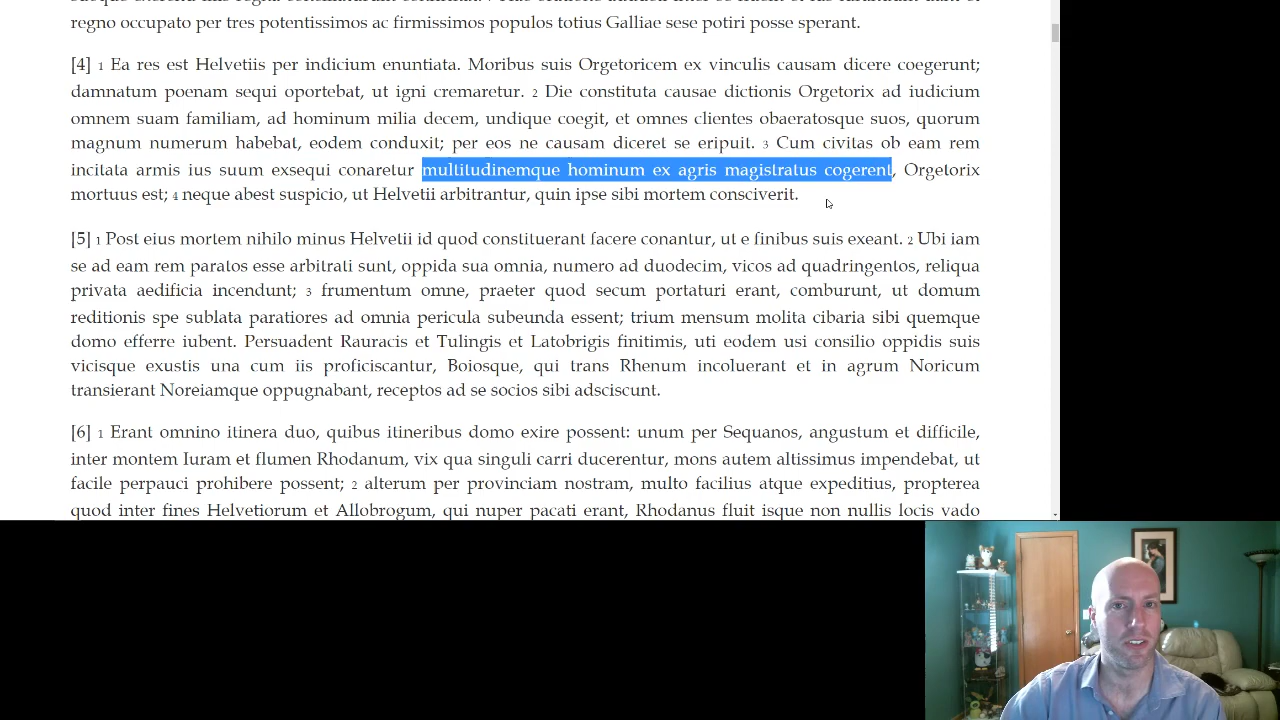 regno occupato per tres potentissimos ac firmissimos populos totius Galliae sese potiri posse sperant.
[4] 1 Ea res est Helvetiis per indicium enuntiata. Moribus suis Orgetoricem ex vinculis causam dicere coegerunt;
damnatum poenam sequi oportebat, ut igni cremaretur. 2 Die constituta causae dictionis Orgetorix ad iudicium
omnem suam familiam, ad hominum milia decem, undique coegit, et omnes clientes obaeratosque suos, quorum
magnum numerum habebat, eodem conduxit; per eos ne causam diceret se eripuit. 3 Cum civitas ob eam rem
incitata armis ius suum exsequi conaretur multitudinemque hominum ex agris magistratus cogerent, Orgetorix
mortuus est; 4 neque abest suspicio, ut Helvetii arbitrantur, quin ipse sibi mortem consciverit.
[5] 1 Post eius mortem nihilo minus Helvetii id quod constituerant facere conantur, ut e finibus suis exeant. 2 Ubi iam
se ad eam rem paratos esse arbitrati sunt, oppida sua omnia, numero ad duodecim, vicos ad quadringentos, reliqua
privata aedificia incendunt; 3 frumentum omne, praeter quod secum portaturi erant, comburunt, ut domum
reditionis spe sublata paratiores ad omnia pericula subeunda essent; trium mensum molita cibaria sibi quemque
domo efferre iubent. Persuadent Rauracis et Tulingis et Latobrigis finitimis, uti eodem usi consilio oppidis suis
vicisque exustis una cum iis proficiscantur, Boiosque, qui trans Rhenum incoluerant et in agrum Noricum
transierant Noreiamque oppugnabant, receptos ad se socios sibi adsciscunt.
[6] 1 Erant omnino itinera duo, quibus itineribus domo exire possent: unum per Sequanos, angustum et difficile,
inter montem Iuram et flumen Rhodanum, vix qua singuli carri ducerentur, mons autem altissimus impendebat, ut
facile perpauci prohibere possent; 2 alterum per provinciam nostram, multo facilius atque expeditius, propterea
quod inter fines Helvetiorum et Allobrogum, qui nuper pacati erant, Rhodanus fluit isque non nullis locis vado